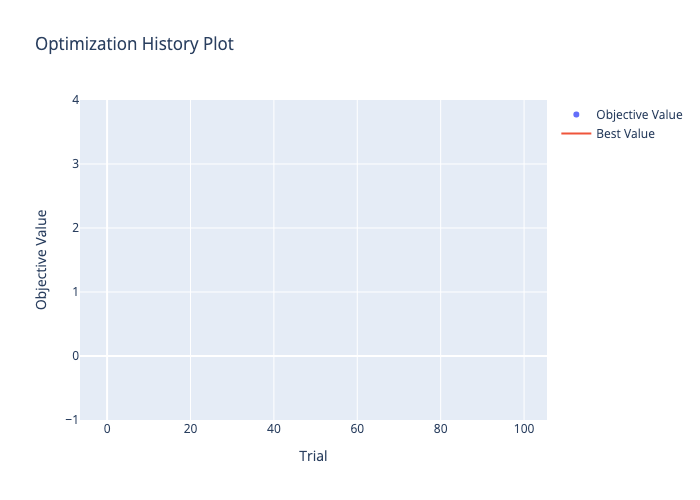 Optimization History Plot
Objective Value
Best Value
4
3
2
1
0
−1
Objective Value
0 20 40 60 80 100
Trial